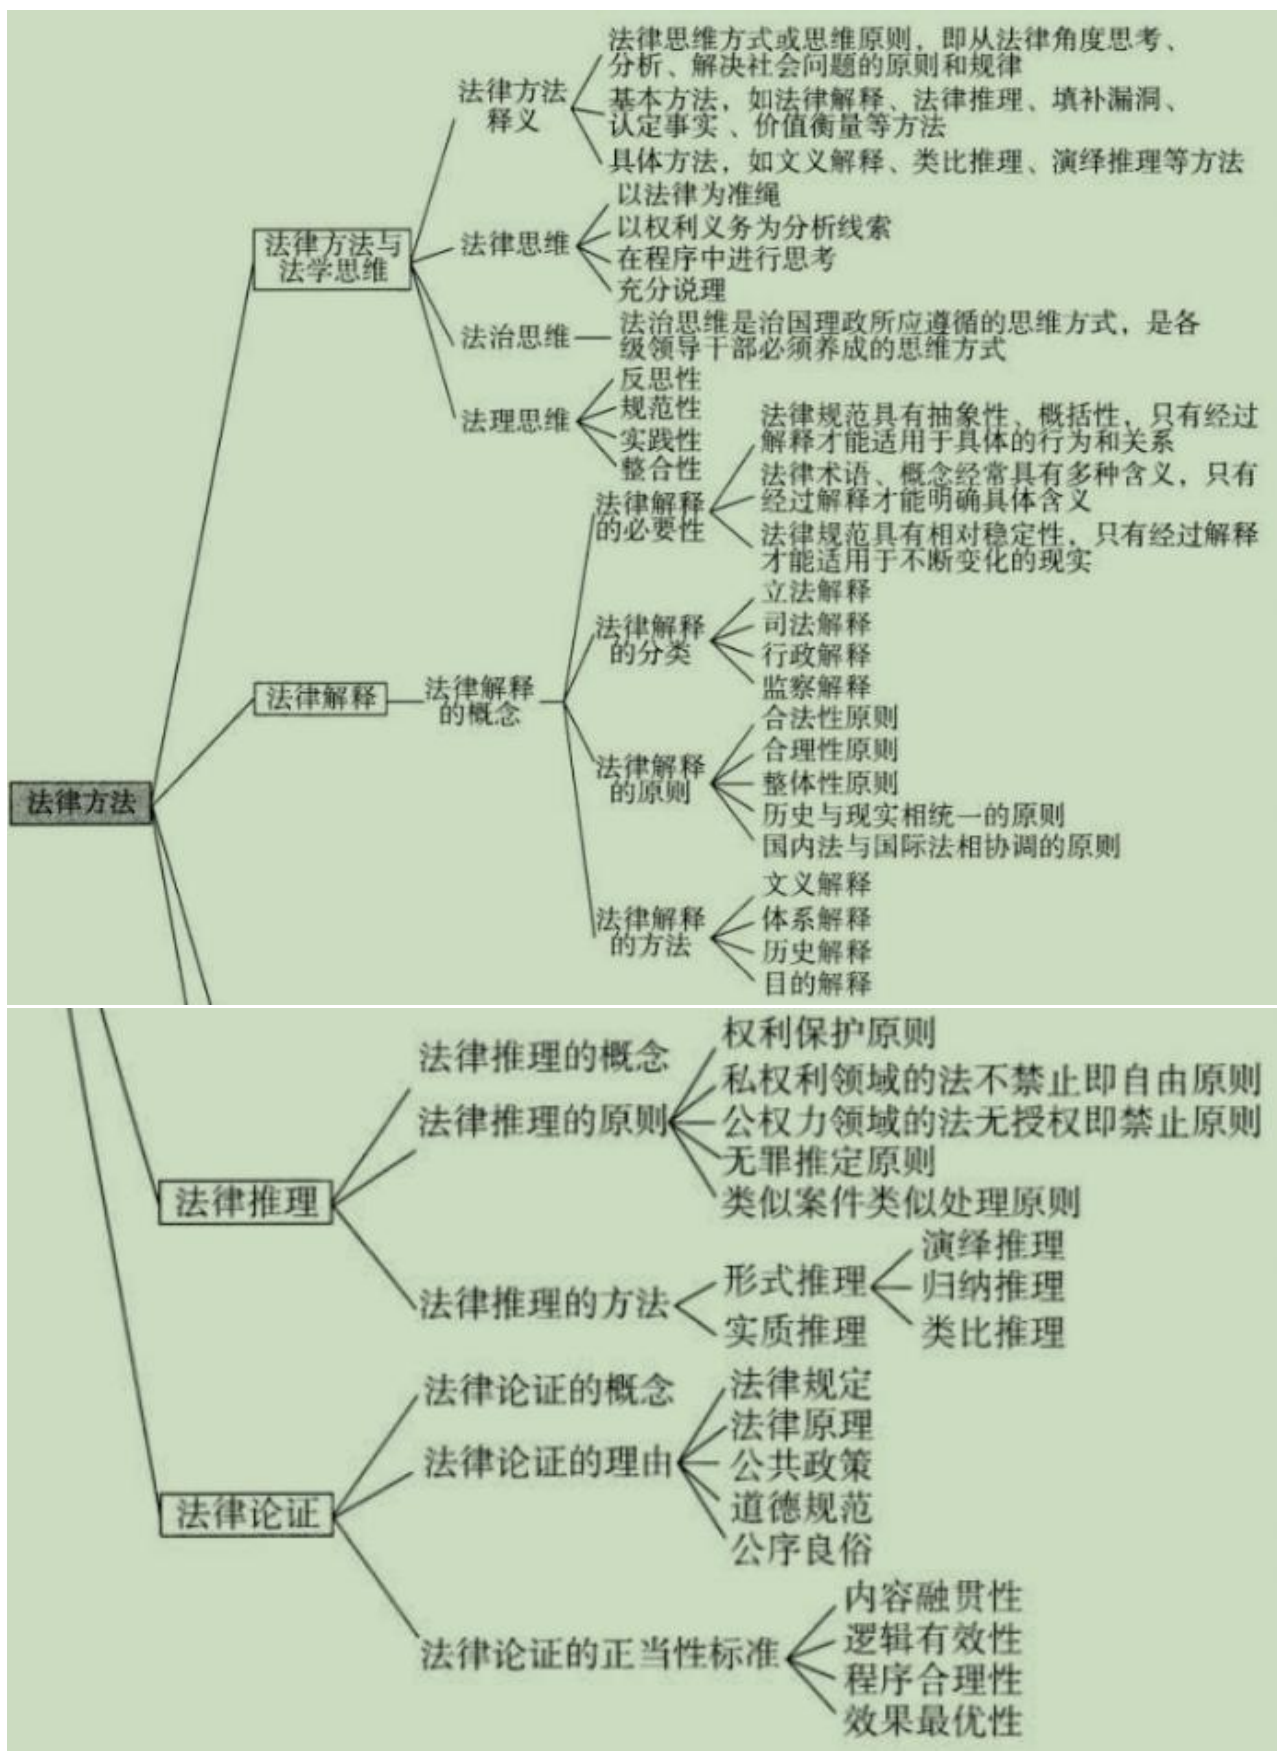 法律思维方式或思维原则，即从法律角度思考、
分析、解决社会问题的原则和规律
法律方法
释义
基本方法，如法律解释、法律推理、填补漏洞、
认定事实、价值衡量等方法
具体方法，如文义解释、类比推理、演绎推理等方法
法律方法与
法学思维
法律思维
以法律为准绳
以权利义务为分析线索
在程序中进行思考
充分说理
法治思维
法治思维是治国理政所应遵循的思维方式，是各
级领导干部必须养成的思维方式
法理思维
反思性
规范性
实践性
整合性
法律方法
法律解释
法律解释
的概念
法律解释
的必要性
法律规范具有抽象性、概括性，只有经过
解释才能适用于具体的行为和关系
法律术语、概念经常具有多种含义，只有
经过解释才能明确具体含义
法律规范具有相对稳定性，只有经过解释
才能适用于不断变化的现实
法律解释
的分类
立法解释
司法解释
行政解释
监察解释
法律解释
的原则
合法性原则
合理性原则
整体性原则
历史与现实相统一的原则
国内法与国际法相协调的原则
法律解释
的方法
文义解释
体系解释
历史解释
目的解释
法律推理
法律推理的概念
法律推理的原则
权利保护原则
私权利领域的法不禁止即自由原则
公权力领域的法无授权即禁止原则
无罪推定原则
类似案件类似处理原则
法律推理的方法
形式推理
演绎推理
归纳推理
类比推理
实质推理
法律论证
法律论证的概念
法律论证的理由
法律规定
法律原理
公共政策
道德规范
公序良俗
法律论证的正当性标准
内容融贯性
逻辑有效性
程序合理性
效果最优性